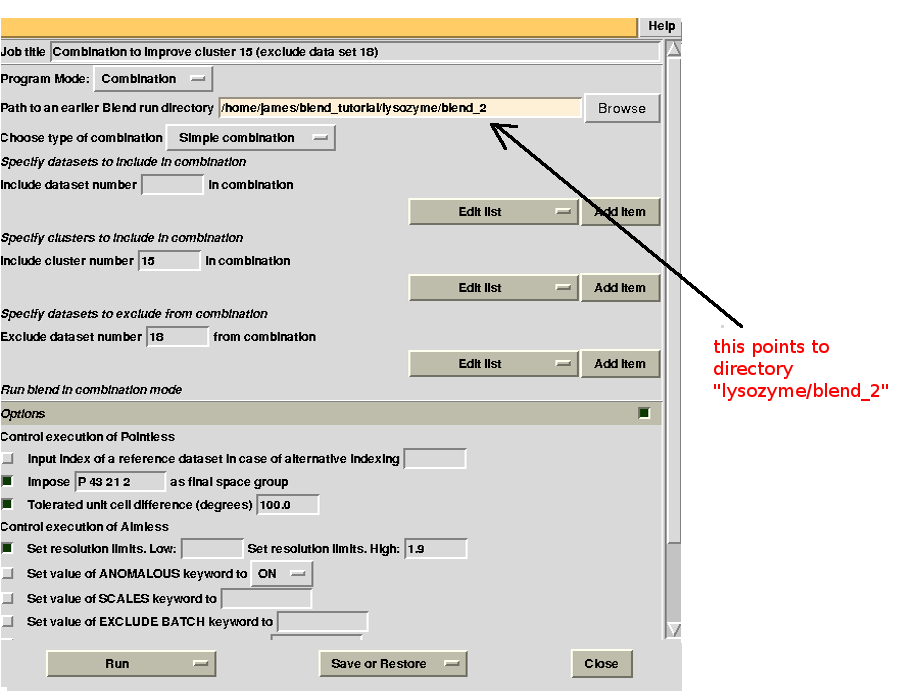 Help
Job title Combination to improve cluster 15 (exclude data set 18)
Program Mode: Combination
Path to an earlier Blend run directory /home/james/blend_tutorial/lysozyme/blend_2 Browse
Choose type of combination Simple combination
Specify datasets to include in combination
Include dataset number in combination
Edit list Add item
Specify clusters to include in combination
Include cluster number 15 in combination
Edit list Add item
Specify datasets to exclude from combination
Exclude dataset number 18 from combination
Edit list Add item
Run blend in combination mode
Options
Control execution of Pointless
Input index of a reference dataset in case of alternative indexing
Impose P 43 21 2 as final space group
Tolerated unit cell difference (degrees) 100.0
Control execution of Aimless
Set resolution limits. Low: Set resolution limits. High: 1.9
Set value of ANOMALOUS keyword to ON
Set value of SCALES keyword to
Set value of EXCLUDE BATCH keyword to
Run Save or Restore Close
this points to
directory
"lysozyme/blend_2"